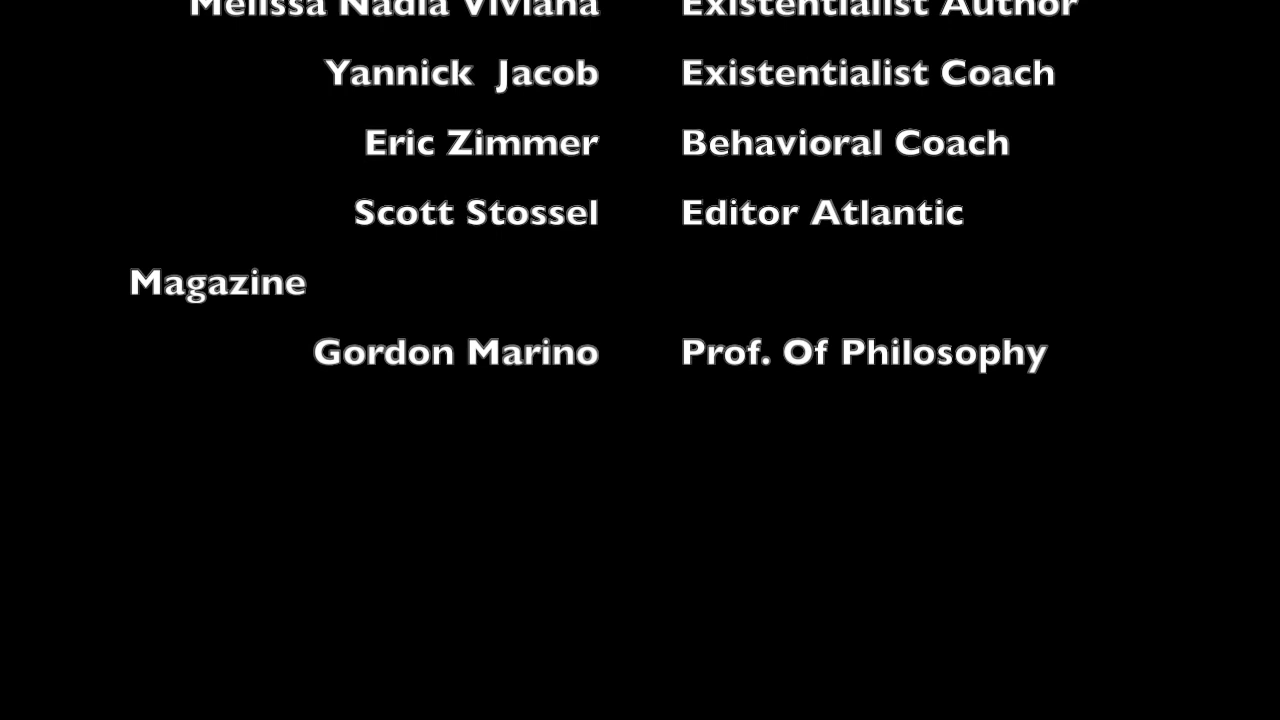 Melissa Nadia Viviana Existentialist Author
Yannick Jacob Existentialist Coach
Eric Zimmer Behavioral Coach
Scott Stossel Editor Atlantic
Magazine
Gordon Marino Prof. Of Philosophy